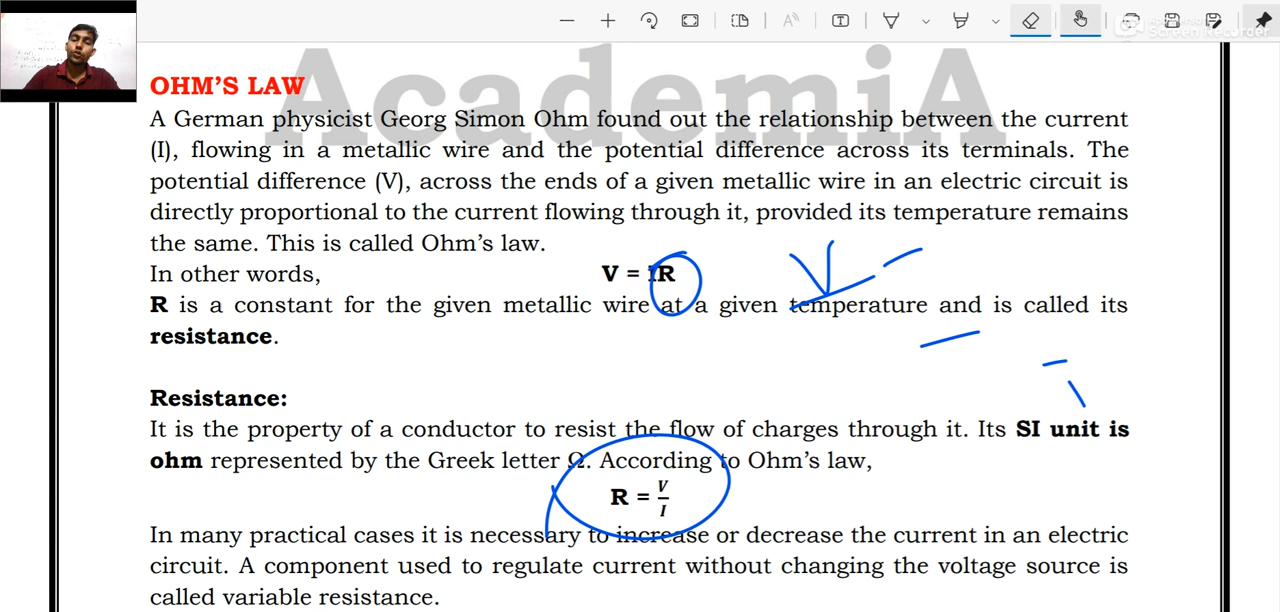 Screen Recorder
AcademiA
OHM'S LAW
A German physicist Georg Simon Ohm found out the relationship between the current
(I), flowing in a metallic wire and the potential difference across its terminals. The
potential difference (V), across the ends of a given metallic wire in an electric circuit is
directly proportional to the current flowing through it, provided its temperature remains
the same. This is called Ohm's law.
In other words, V = IR
R is a constant for the given metallic wire at a given temperature and is called its
resistance.
Resistance:
It is the property of a conductor to resist the flow of charges through it. Its SI unit is
ohm represented by the Greek letter Ω. According to Ohm's law,
R = V/I
In many practical cases it is necessary to increase or decrease the current in an electric
circuit. A component used to regulate current without changing the voltage source is
called variable resistance.